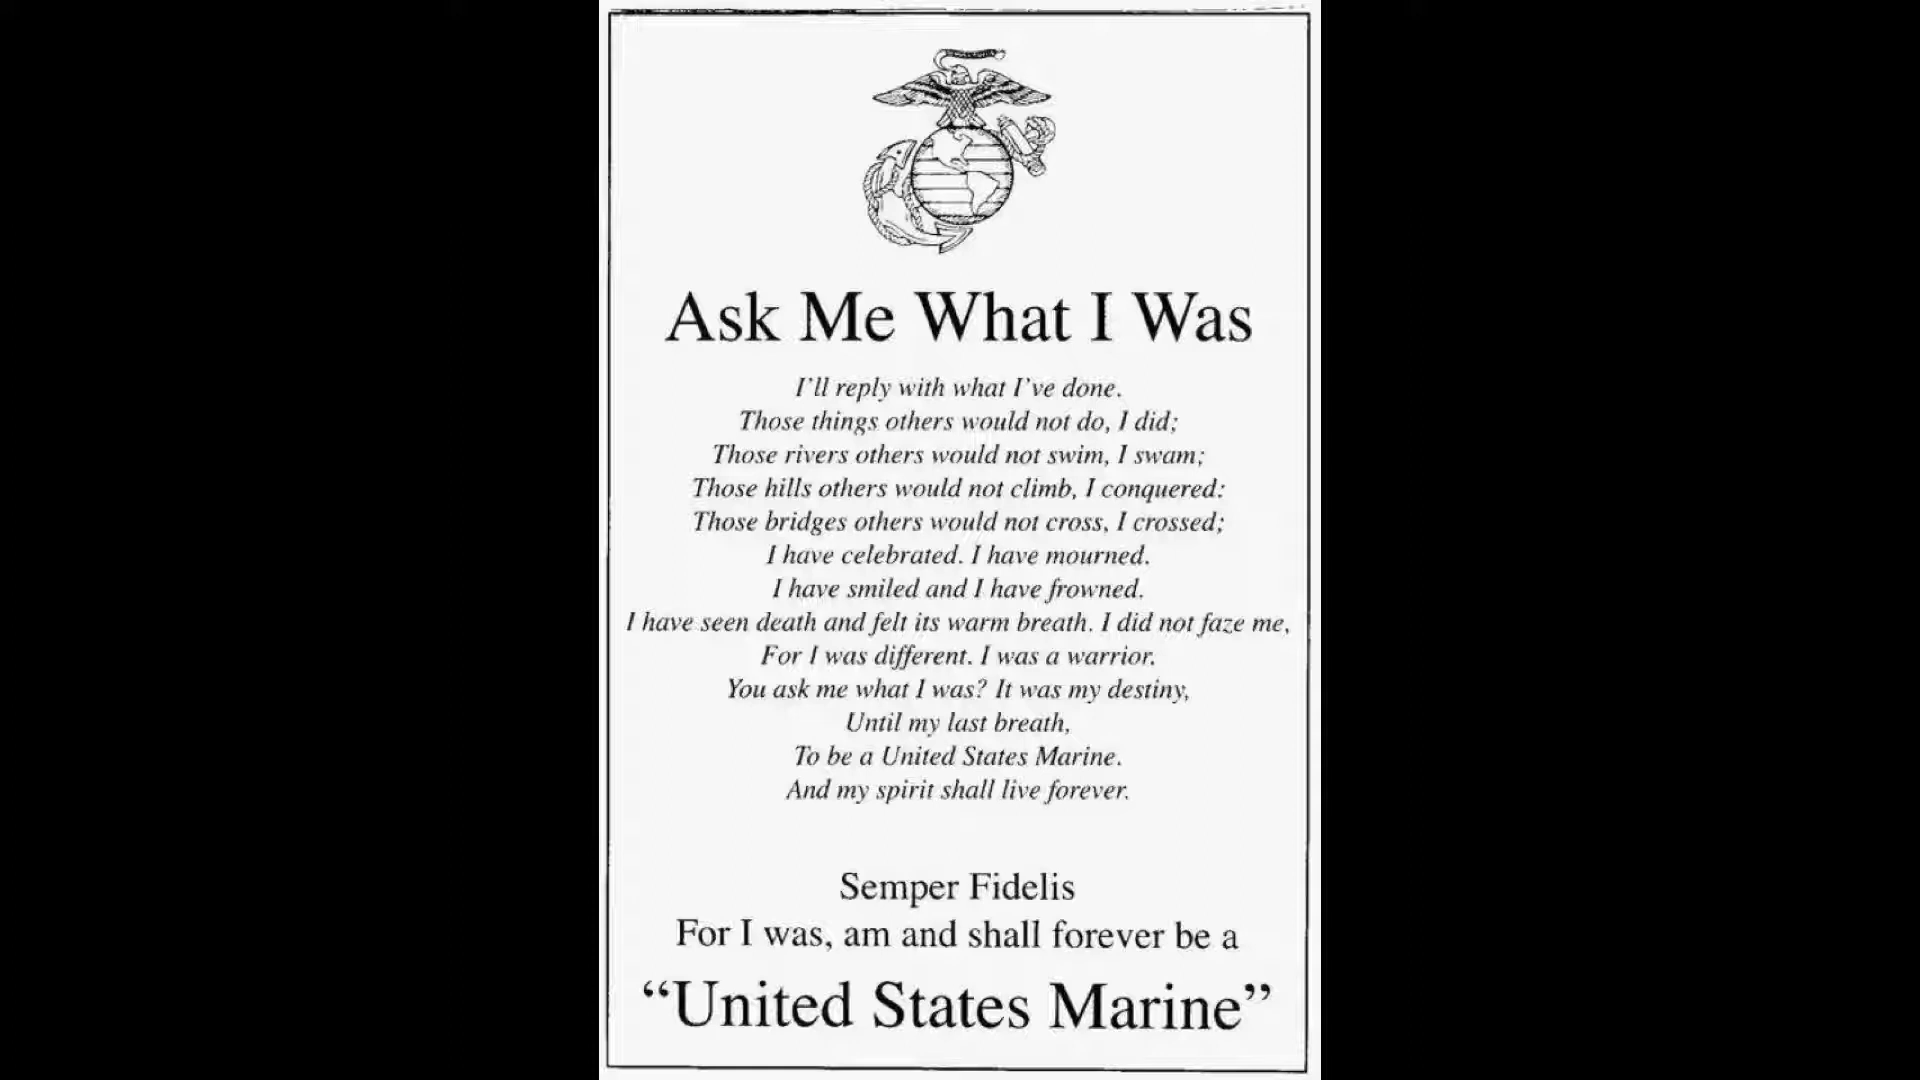 Ask Me What I Was
I'll reply with what I've done.
Those things others would not do, I did;
Those rivers others would not swim, I swam;
Those hills others would not climb, I conquered:
Those bridges others would not cross, I crossed;
I have celebrated. I have mourned.
I have smiled and I have frowned.
I have seen death and felt its warm breath. I did not faze me,
For I was different. I was a warrior.
You ask me what I was? It was my destiny,
Until my last breath,
To be a United States Marine.
And my spirit shall live forever.
Semper Fidelis
For I was, am and shall forever be a
“United States Marine”